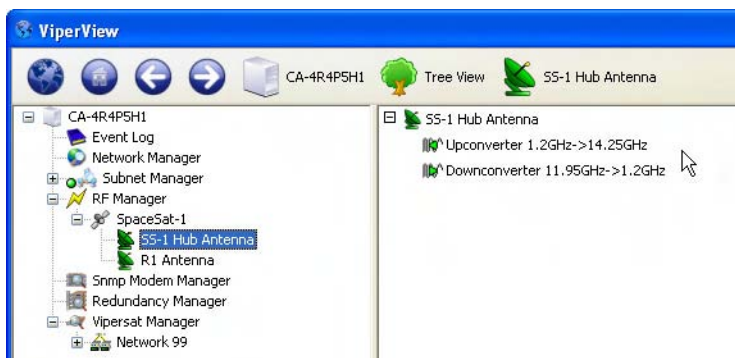 ViperView
CA-4R4P5H1 Tree View SS-1 Hub Antenna
CA-4R4P5H1
Event Log
Network Manager
Subnet Manager
RF Manager
SpaceSat-1
SS-1 Hub Antenna
R1 Antenna
Snmp Modem Manager
Redundancy Manager
Vipersat Manager
Network 99
SS-1 Hub Antenna
Upconverter 1.2GHz->14.25GHz
Downconverter 11.95GHz->1.2GHz